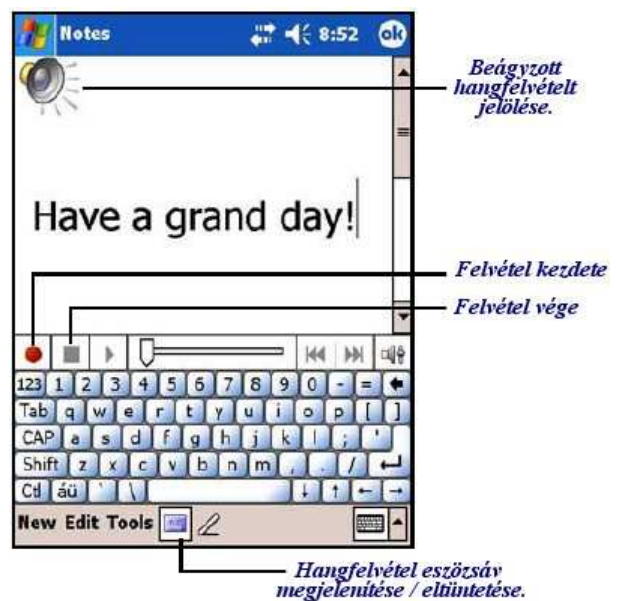 Notes 8:52 ok
Beágyzott
hangfelvételt
jelölése.
Have a grand day!
Felvétel kezdete
Felvétel vége
123 1 2 3 4 5 6 7 8 9 0 - =
Tab q w e r t y u i o p [ ]
CAP a s d f g h j k l ; '
Shift z x c v b n m , . /
Ctl áü ` \
New Edit Tools
Hangfelvétel eszözsáv
megjelenítése / eltüntetése.